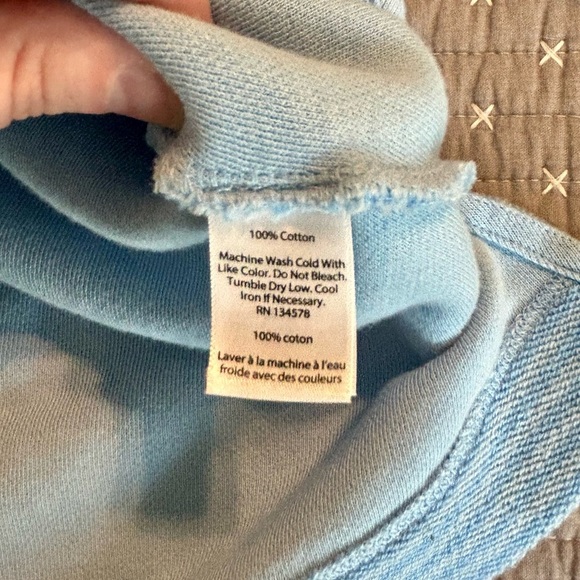 100% Cotton
Machine Wash Cold With
Like Color. Do Not Bleach.
Tumble Dry Low. Cool
Iron If Necessary.
RN 134578
100% coton
Laver à la machine à l'eau
froide avec des couleurs